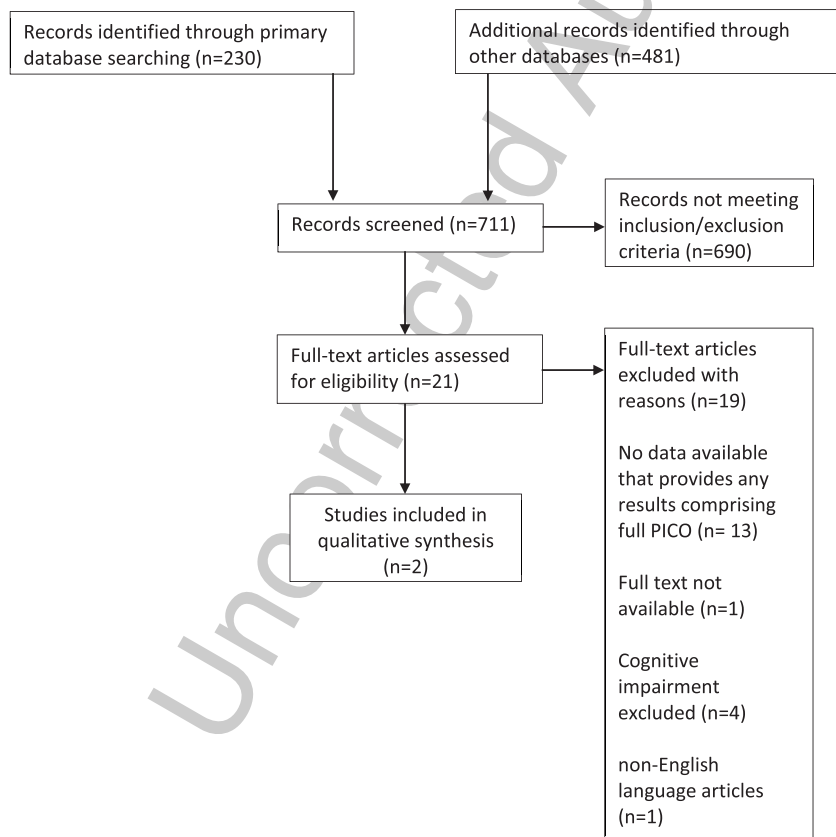 Records identified through primary
database searching (n=230)
Additional records identified through
other databases (n=481)
Records screened (n=711)
Records not meeting
inclusion/exclusion
criteria (n=690)
Full-text articles assessed
for eligibility (n=21)
Full-text articles
excluded with
reasons (n=19)
No data available
that provides any
results comprising
full PICO (n= 13)
Full text not
available (n=1)
Cognitive
impairment
excluded (n=4)
non-English
language articles
(n=1)
Studies included in
qualitative synthesis
(n=2)
Uncorrected Au